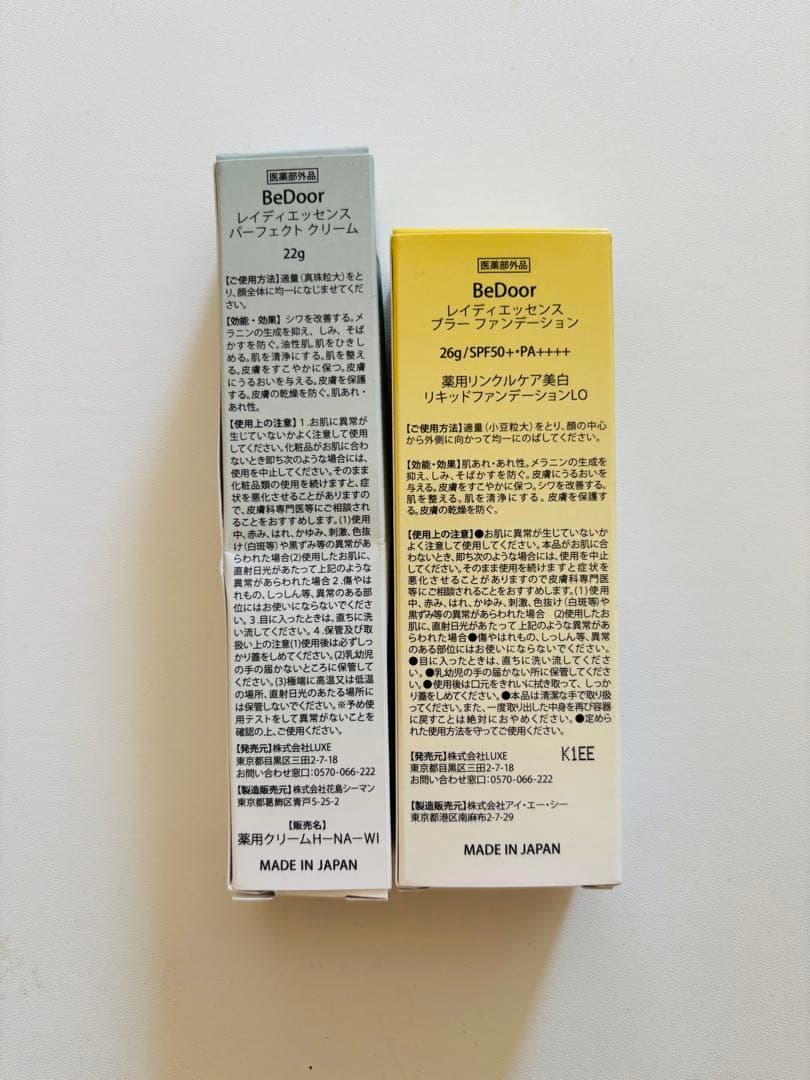 医薬部外品
BeDoor
レイディエッセンス
パーフェクト クリーム
22g
【ご使用方法】適量(真珠粒大)をと
り、顔全体に均一になじませてくだ
さい。
【効能・効果】シワを改善する。メ
ラニンの生成を抑え、しみ、そば
かすを防ぐ。油性肌。肌をひきし
める。肌を清浄にする。肌を整え
る。皮膚をすこやかに保つ。皮膚
にうるおいを与える。皮膚を保護
する。皮膚の乾燥を防ぐ。肌あれ・
あれ性。
【使用上の注意】1.お肌に異常が
生じていないかよく注意して使用
してください。化粧品がお肌に合わ
ないとき即ち次のような場合には、
使用を中止してください。そのまま
化粧品類の使用を続けますと、症
状を悪化させることがありますの
で、皮膚科専門医等にご相談され
ることをおすすめします。(1)使用
中、赤み、はれ、かゆみ、刺激、色抜
け(白斑等)や黒ずみ等の異常があ
らわれた場合(2)使用したお肌に、
直射日光があたって上記のような
異常があらわれた場合2.傷やは
れもの、しっしん等、異常のある部
位にはお使いにならないでくださ
い。3.目に入ったときは、直ちに洗
い流してください。4.保管及び取
扱い上の注意(1)使用後は必ずしっ
かり蓋をしめてください。(2)乳幼児
の手の届かないところに保管して
ください。(3)極端に高温又は低温
の場所、直射日光のあたる場所に
は保管しないでください。※予め使
用テストをして異常がないことを
確認の上、ご使用ください。
【発売元】株式会社LUXE
東京都目黒区三田2-7-18
お問い合わせ窓口:0570-066-222
【製造販売元】株式会社花島シーマン
東京都葛飾区青戸5-25-2
【販売名】
薬用クリームH－NA－WI
MADE IN JAPAN
医薬部外品
BeDoor
レイディエッセンス
ブラー ファンデーション
26g/SPF50+・PA++++
薬用リンクルケア美白
リキッドファンデーションLO
【ご使用方法】適量(小豆粒大)をとり、顔の中心
から外側に向かって均一にのばしてください。
【効能・効果】肌あれ・あれ性。メラニンの生成を
抑え、しみ、そばかすを防ぐ。皮膚にうるおいを
与える。皮膚をすこやかに保つ。シワを改善する。
肌を整える。肌を清浄にする。皮膚を保護す
る。皮膚の乾燥を防ぐ。
【使用上の注意】●お肌に異常が生じていないか
よく注意して使用してください。本品がお肌に合
わないとき、即ち次のような場合には、使用を中止
してください。そのまま使用を続けますと症状を
悪化させることがありますので皮膚科専門医
等にご相談されることをおすすめします。(1)使用
中、赤み、はれ、かゆみ、刺激、色抜け(白斑等)や
黒ずみ等の異常があらわれた場合 (2)使用したお
肌に、直射日光があたって上記のような異常があ
らわれた場合●傷やはれもの、しっしん等、異常
のある部位にはお使いにならないでください。
●目に入ったときは、直ちに洗い流してくださ
い。●乳幼児の手の届かない所に保管してくださ
い。●使用後は口元をきれいに拭き取って、しっか
り蓋をしめてください。●本品は清潔な手で取り扱
ってください。また、一度取り出した中身を再び容器
に戻すことは絶対におやめください。●定めら
れた使用方法を守ってご使用ください。
【発売元】株式会社LUXE
K1EE
東京都目黒区三田2-7-18
お問い合わせ窓口:0570-066-222
【製造販売元】株式会社アイ・エー・シー
東京都港区南麻布2-7-29
MADE IN JAPAN